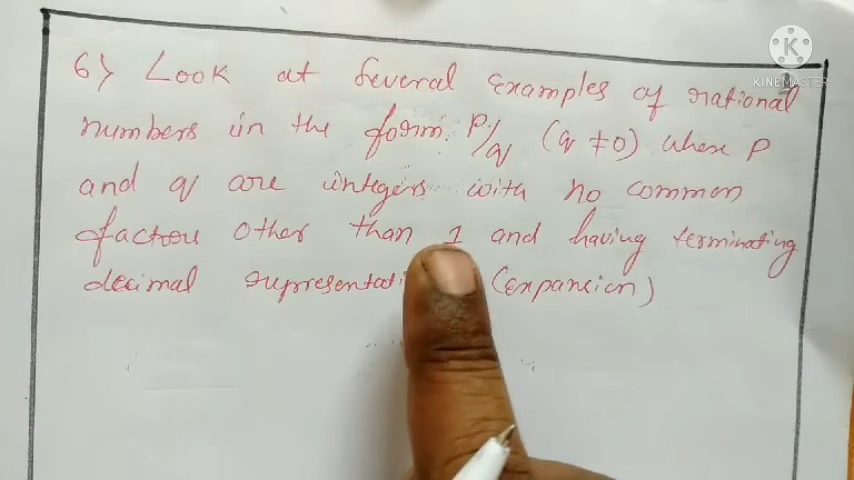 K
KINEMASTER
6) Look at several examples of rational
numbers in the form P/q (q ≠ 0) where P
and q are integers with no common
factors other than 1 and having terminating
decimal (expansion)